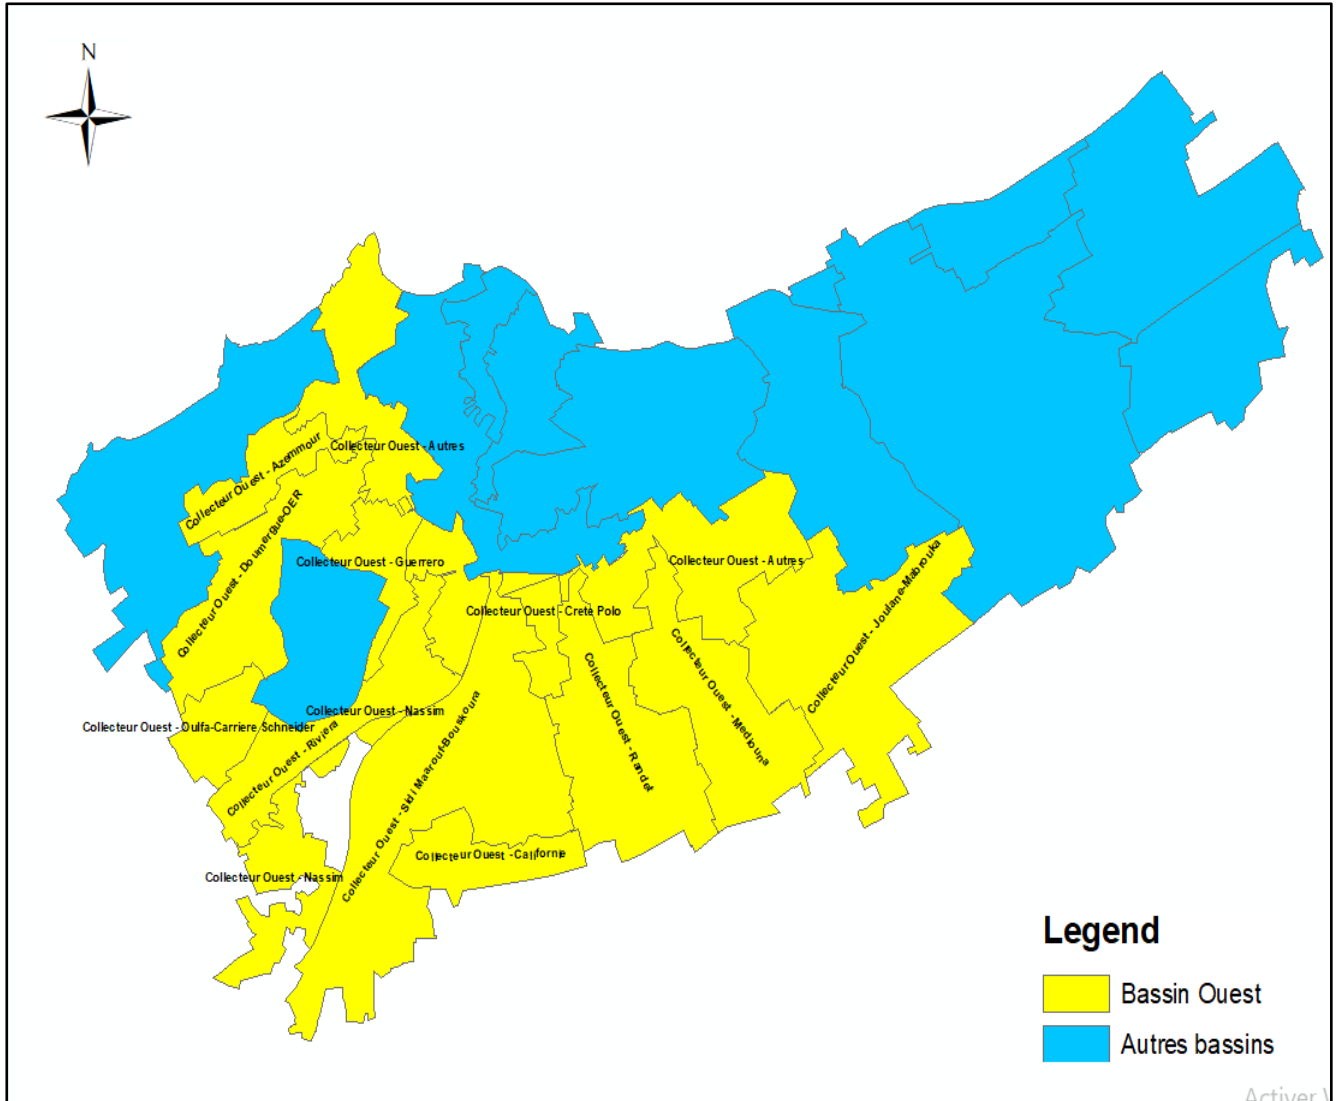 N
Collecteur Ouest - Autres
Collecteur Ouest - Azemmour
Collecteur Ouest - Doumergue-OER
Collecteur Ouest - Guerrero
Collecteur Ouest - Autres
Collecteur Ouest - Joulane-Mabrouka
Collecteur Ouest - Crete Polo
Collecteur Ouest - Mediouna
Collecteur Ouest - Randet
Collecteur Ouest - Nassim
Collecteur Ouest - Oulfa-Carriere Schneider
Collecteur Ouest - Riviera
Collecteur Ouest - Sidi Maarouf-Bouskoura
Collecteur Ouest - Californie
Collecteur Ouest - Nassim
Legend
Bassin Ouest
Autres bassins
Activer